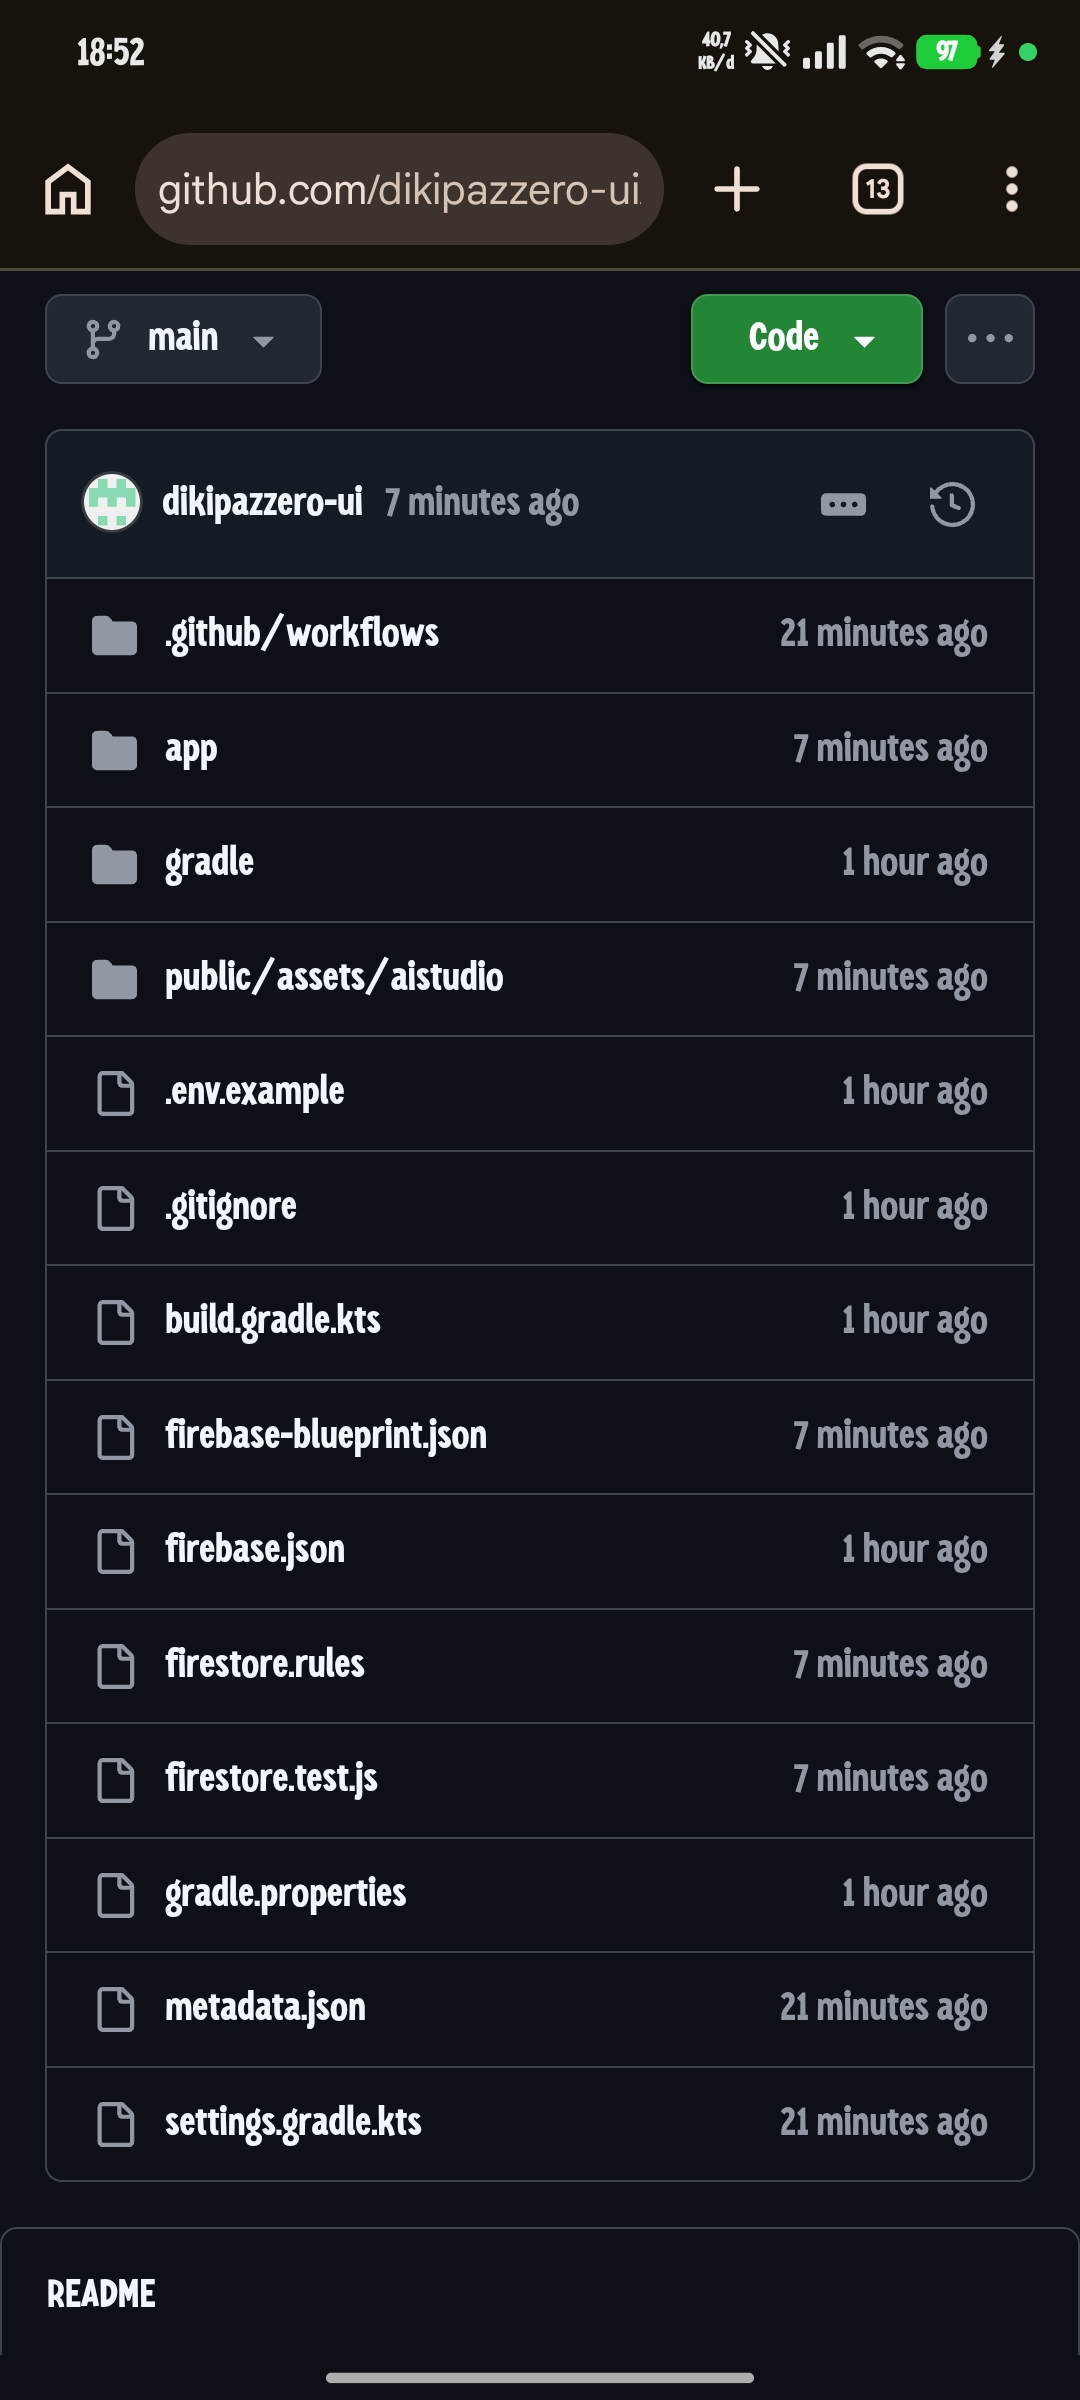 18:52
40,7
KB/d
97
github.com/dikipazzero-ui
13
main
Code
dikipazzero-ui 7 minutes ago
.github/workflows 21 minutes ago
app 7 minutes ago
gradle 1 hour ago
public/assets/aistudio 7 minutes ago
.env.example 1 hour ago
.gitignore 1 hour ago
build.gradle.kts 1 hour ago
firebase-blueprint.json 7 minutes ago
firebase.json 1 hour ago
firestore.rules 7 minutes ago
firestore.test.js 7 minutes ago
gradle.properties 1 hour ago
metadata.json 21 minutes ago
settings.gradle.kts 21 minutes ago
README